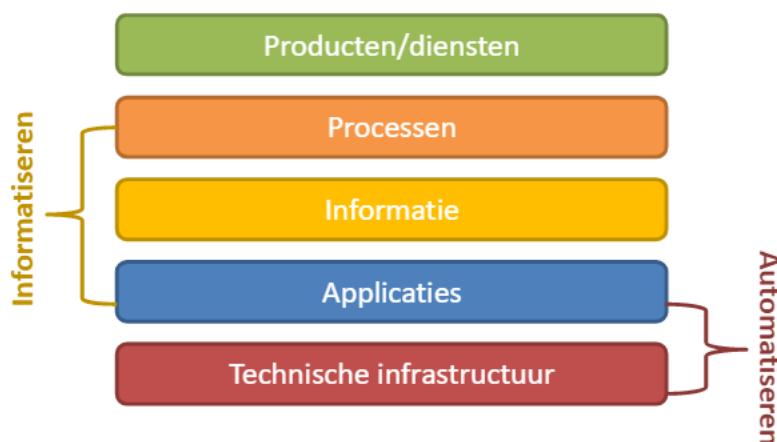 Producten/diensten
Processen
Informatie
Applicaties
Technische infrastructuur
Informatiseren
Automatiseren